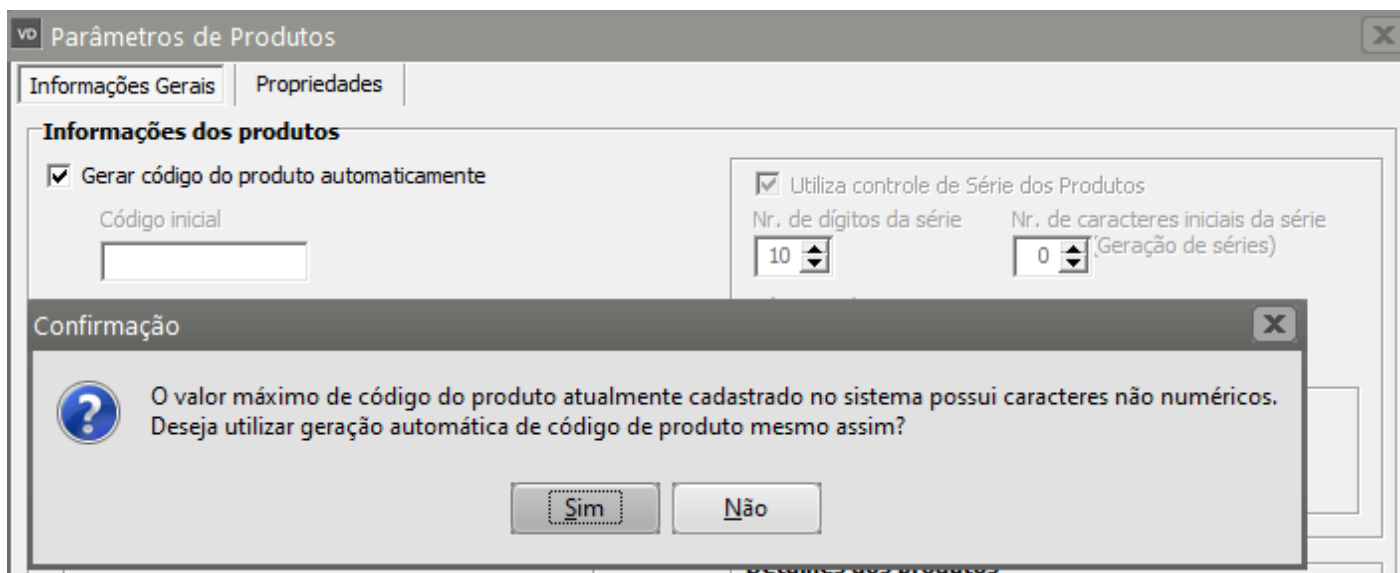 VD Parâmetros de Produtos
Informações Gerais Propriedades
Informações dos produtos
Gerar código do produto automaticamente
Código inicial
Utiliza controle de Série dos Produtos
Nr. de dígitos da série Nr. de caracteres iniciais da série
(Geração de séries)
10 0
Confirmação
O valor máximo de código do produto atualmente cadastrado no sistema possui caracteres não numéricos.
Deseja utilizar geração automática de código de produto mesmo assim?
Sim Não